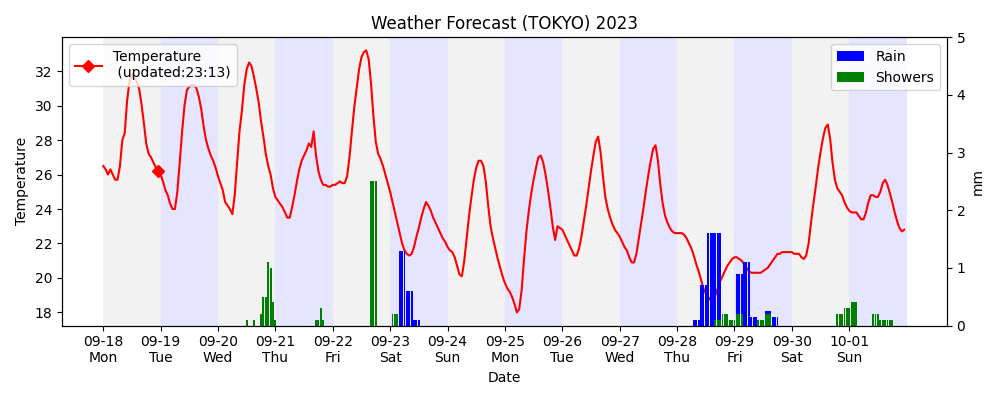 Weather Forecast (TOKYO) 2023
Temperature
(updated:23:13)
Rain
Showers
Temperature
32
30
28
26
24
22
20
18
5
4
3
2
1
0
mm
09-18 09-19 09-20 09-21 09-22 09-23 09-24 09-25 09-26 09-27 09-28 09-29 09-30 10-01
Mon Tue Wed Thu Fri Sat Sun Mon Tue Wed Thu Fri Sat Sun
Date